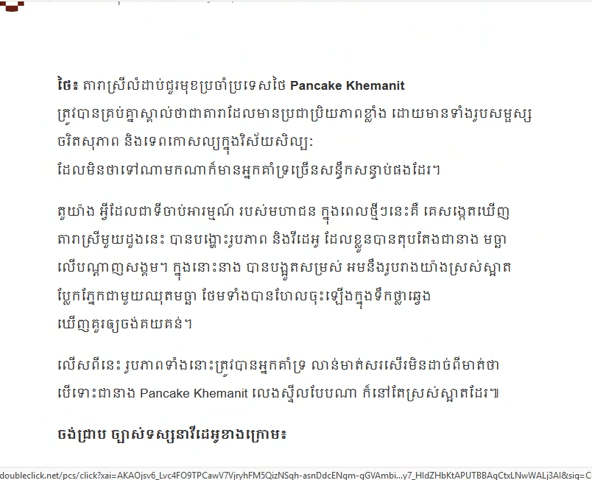 ថៃ៖ តារាស្រីលំដាប់ជួរមុខប្រចាំប្រទេសថៃ Pancake Khemanit
ត្រូវបានគ្រប់គ្នាស្គាល់ថាជាតារាដែលមានប្រជាប្រិយភាពខ្លាំង ដោយមានទាំងរូបសម្ផស្ស
ចរិតសុភាព និងទេពកោសល្យក្នុងវិស័យសិល្បៈ
ដែលមិនថាទៅណាមកណាក៏មានអ្នកគាំទ្រច្រើនសន្ធឹកសន្ធាប់ផងដែរ។
តួយ៉ាង អ្វីដែលជាទីចាប់អារម្មណ៍ របស់មហាជន ក្នុងពេលថ្មីៗនេះគឺ គេសង្កេតឃើញ
តារាស្រីមួយដួងនេះ បានបង្ហោះរូបភាព និងវីដេអូ ដែលខ្លួនបានតុបតែងជានាង មច្ឆា
លើបណ្ដាញសង្គម។ ក្នុងនោះនាង បានបង្អួតសម្រស់ អមនឹងរូបរាងយ៉ាងស្រស់ស្អាត
ប្លែកភ្នែកជាមួយឈុតមច្ឆា ថែមទាំងបានហែលចុះឡើងក្នុងទឹកថ្លាឆ្វេង
ឃើញគួរឲ្យចង់គយគន់។
លើសពីនេះ រូបភាពទាំងនោះត្រូវបានអ្នកគាំទ្រ លាន់មាត់សរសើរមិនដាច់ពីមាត់ថា
បើទោះជានាង Pancake Khemanit លេងស្ទីលបែបណា ក៏នៅតែស្រស់ស្អាតដែរ៕
ចង់ជ្រាប ច្បាស់ទស្សនាវីដេអូខាងក្រោម៖